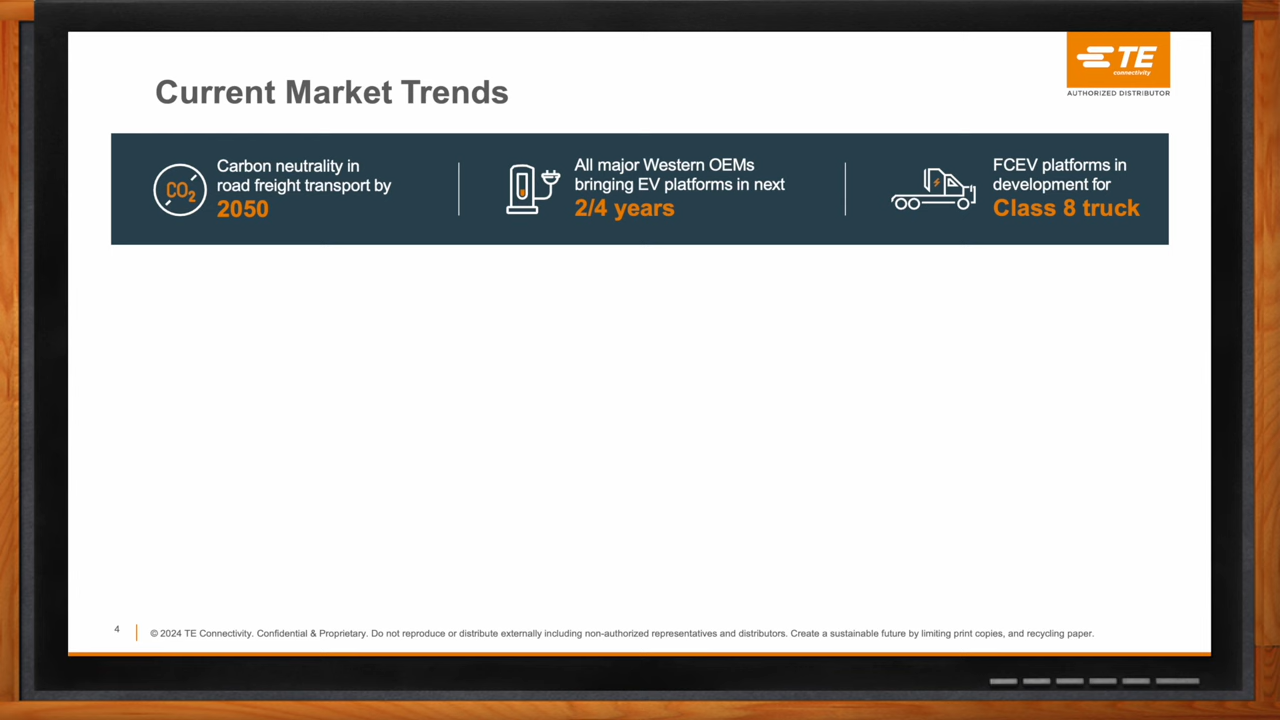 Current Market Trends
TE
connectivity
AUTHORIZED DISTRIBUTOR
CO2
Carbon neutrality in
road freight transport by
2050
All major Western OEMs
bringing EV platforms in next
2/4 years
FCEV platforms in
development for
Class 8 truck
4
© 2024 TE Connectivity. Confidential & Proprietary. Do not reproduce or distribute externally including non-authorized representatives and distributors. Create a sustainable future by limiting print copies, and recycling paper.